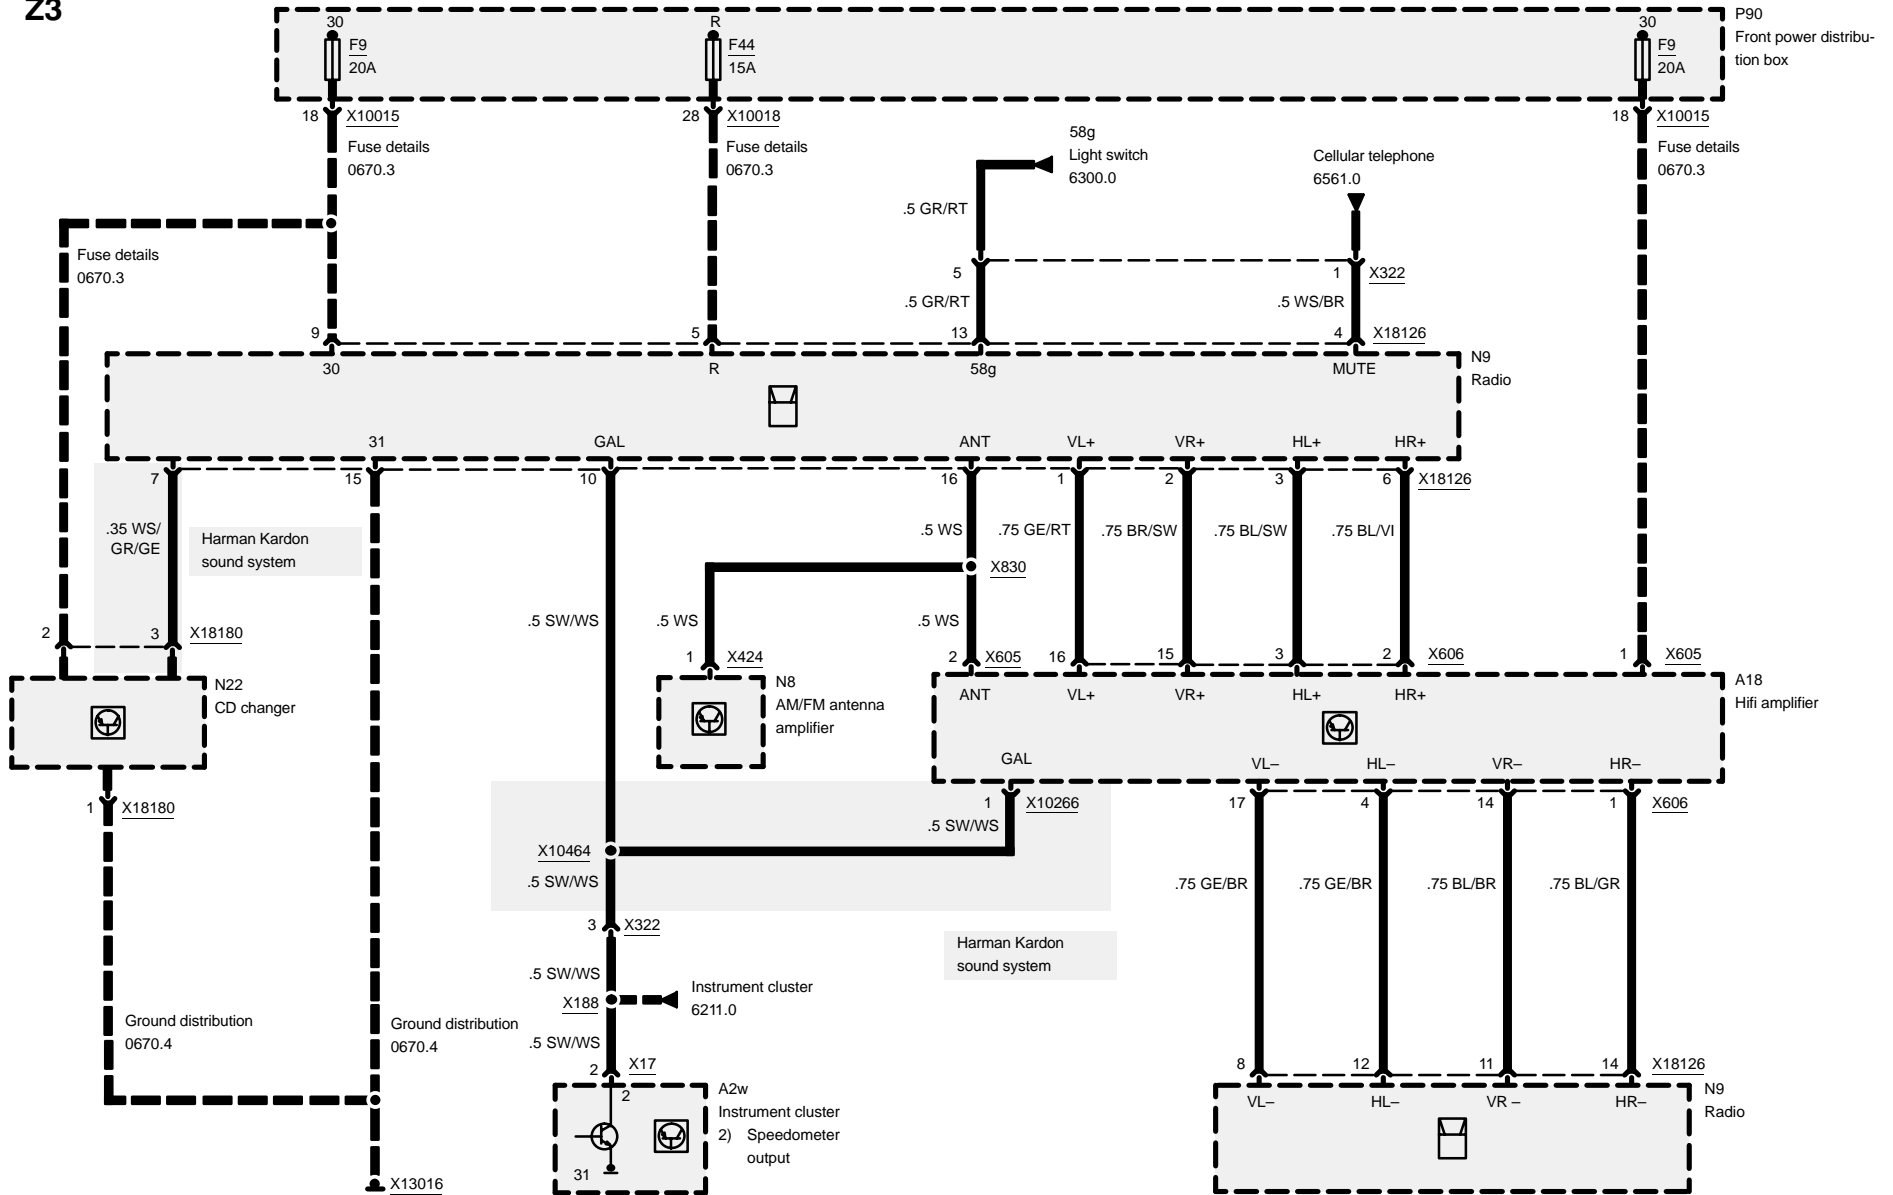 Z3
30
R
30
P90
F9
F44
F9
Front power distribu-
20A
15A
20A
tion box
18
X10015
28
X10018
18
X10015
Fuse details
0670.3
Fuse details
0670.3
58g
Light switch
6300.0
Cellular telephone
6561.0
Fuse details
0670.3
.5 GR/RT
Fuse details
0670.3
5
1
X322
.5 GR/RT
.5 WS/BR
9
5
13
4
X18126
30
R
58g
MUTE
N9
Radio
31
GAL
ANT
VL+
VR+
HL+
HR+
7
15
10
16
1
2
3
6
X18126
.35 WS/
GR/GE
Harman Kardon
sound system
.5 WS
.75 GE/RT
.75 BR/SW
.75 BL/SW
.75 BL/VI
X830
.5 SW/WS
.5 WS
.5 WS
2
3
X18180
1
X424
2
X605
16
15
3
2
X606
1
X605
N22
CD changer
N8
AM/FM antenna
amplifier
ANT
VL+
VR+
HL+
HR+
A18
Hifi amplifier
GAL
VL–
HL–
VR–
HR–
1
X18180
1
X10266
17
4
14
1
X606
.5 SW/WS
X10464
.5 SW/WS
.75 GE/BR
.75 GE/BR
.75 BL/BR
.75 BL/GR
3
X322
Harman Kardon
sound system
.5 SW/WS
X188
Instrument cluster
6211.0
Ground distribution
0670.4
Ground distribution
0670.4
.5 SW/WS
2
X17
8
12
11
14
X18126
2
A2w
Instrument cluster
2) Speedometer
output
31
VL–
HL–
VR –
HR–
N9
Radio
X13016